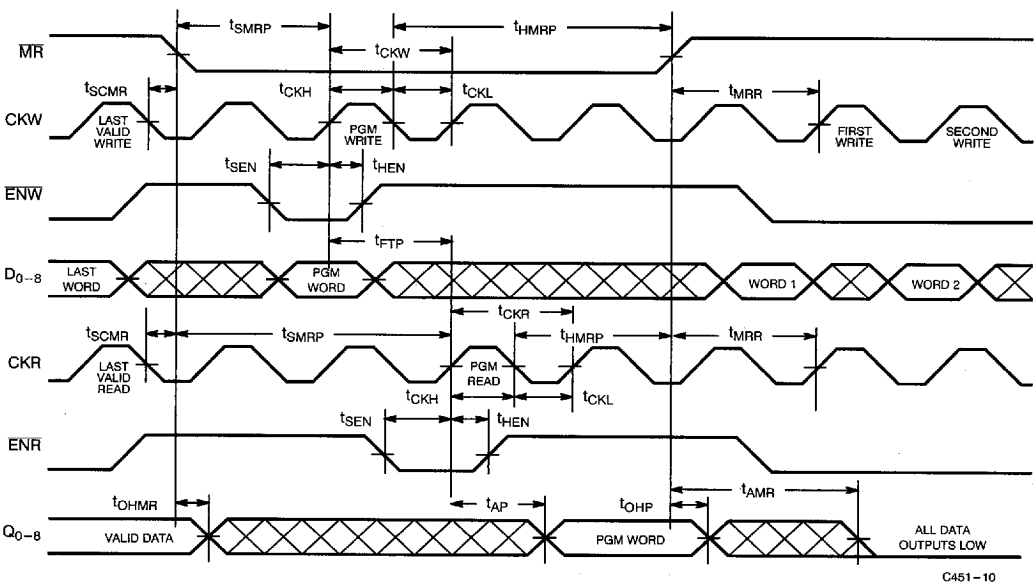 tSMRP
tHMRP
MR
tCKW
tSCMR
tCKH
tCKL
tMRR
CKW
LAST
VALID
WRITE
PGM
WRITE
FIRST
WRITE
SECOND
WRITE
tSEN
tHEN
ENW
tFTP
D0-8
LAST
WORD
PGM
WORD
WORD 1
WORD 2
tCKR
tSCMR
tSMRP
tHMRP
tMRR
CKR
LAST
VALID
READ
PGM
READ
tCKH
tCKL
tSEN
tHEN
ENR
tAMR
tOHMR
tAP
tOHP
Q0-8
VALID DATA
PGM WORD
ALL DATA
OUTPUTS LOW
C451-10